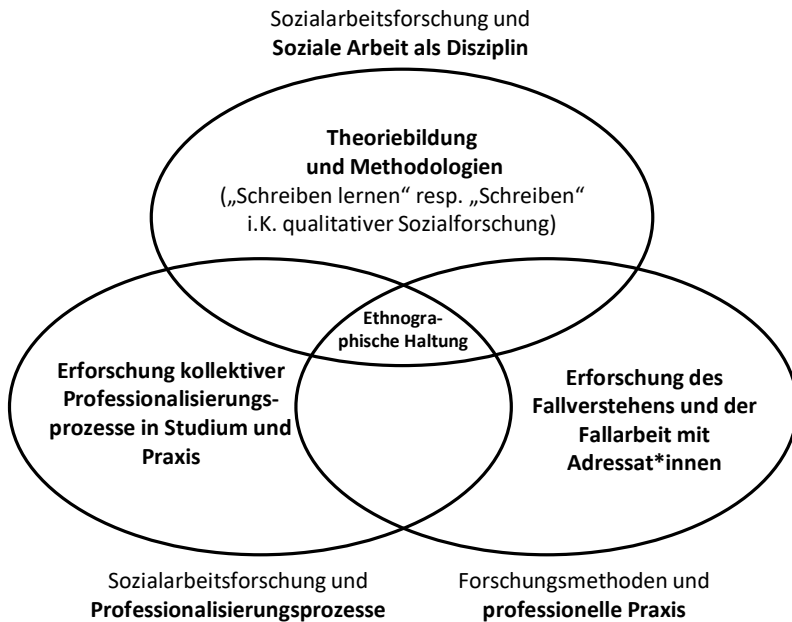 Sozialarbeitsforschung und
Soziale Arbeit als Disziplin
Theoriebildung
und Methodologien
(„Schreiben lernen“ resp. „Schreiben“
i.K. qualitativer Sozialforschung)
Ethnogra-
phische Haltung
Erforschung kollektiver
Professionalisierungs-
prozesse in Studium und
Praxis
Erforschung des
Fallverstehens und der
Fallarbeit mit
Adressat*innen
Sozialarbeitsforschung und
Professionalisierungsprozesse
Forschungsmethoden und
professionelle Praxis